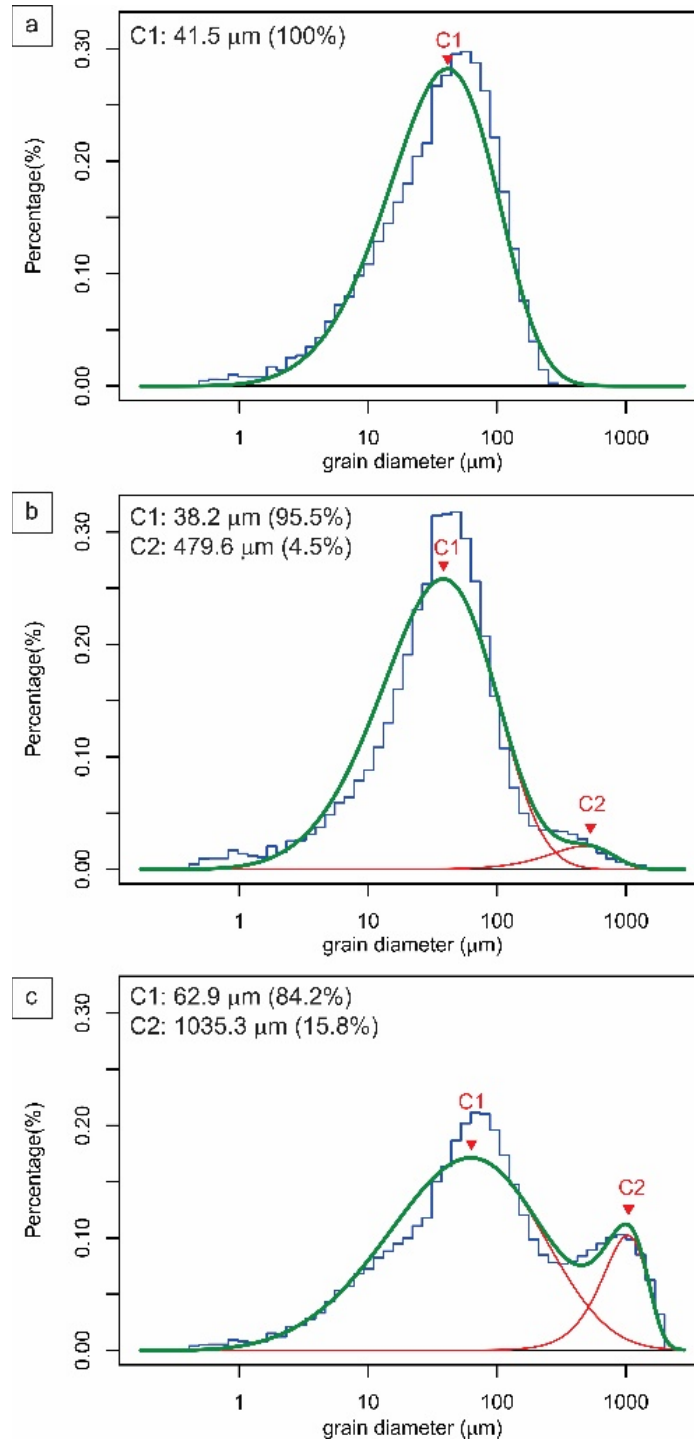 a
C1: 41.5 μm (100%)
C1
Percentage(%)
0.30
0.20
0.10
0.00
1 10 100 1000
grain diameter (μm)
b
C1: 38.2 μm (95.5%)
C2: 479.6 μm (4.5%)
C1
C2
Percentage(%)
0.30
0.20
0.10
0.00
1 10 100 1000
grain diameter (μm)
c
C1: 62.9 μm (84.2%)
C2: 1035.3 μm (15.8%)
C1
C2
Percentage(%)
0.30
0.20
0.10
0.00
1 10 100 1000
grain diameter (μm)